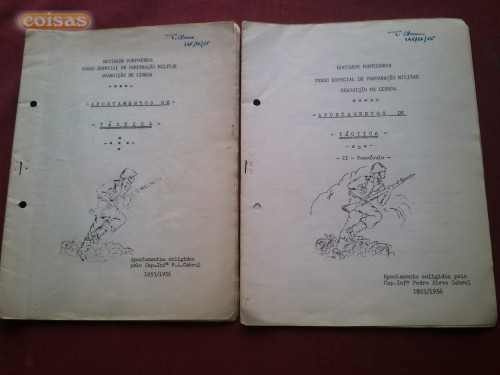 coisas
MOCIDADE PORTUGUESA
CURSO ESPECIAL DE PREPARAÇÃO MILITAR
GUARNIÇÃO DE LISBOA
- APONTAMENTOS DE -
- TÁCTICA -
Apontamentos coligidos
pelo Cap.Infª P.A.Cabral
1955/1956
MOCIDADE PORTUGUESA
CURSO ESPECIAL DE PREPARAÇÃO MILITAR
GUARNIÇÃO DE LISBOA
- APONTAMENTOS DE
- TÁCTICA -
- II - Fascículo -
Apontamentos coligidos pelo
Cap.Infª Pedro Alves Cabral
1955/1956